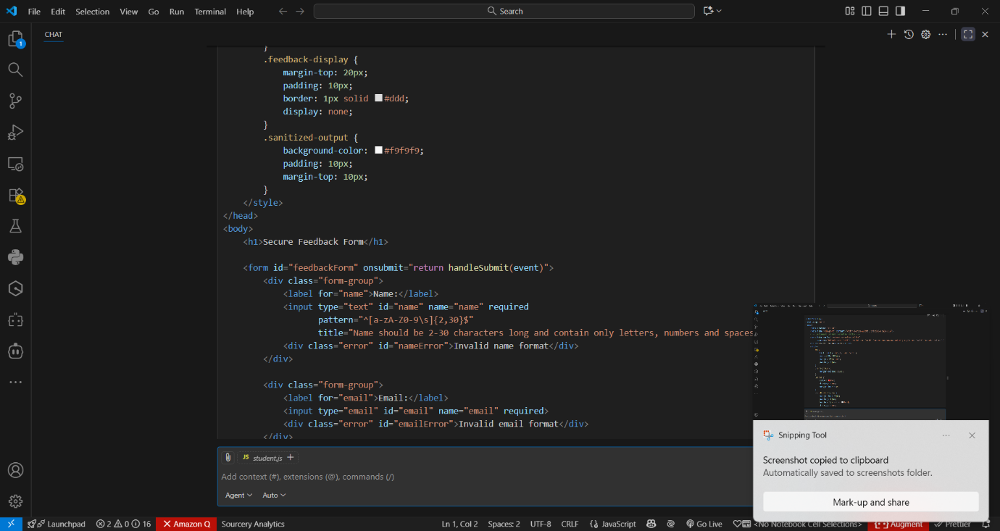 File Edit Selection View Go Run Terminal Help
Search
1
CHAT
}
.feedback-display {
margin-top: 20px;
padding: 10px;
border: 1px solid #ddd;
display: none;
}
.sanitized-output {
background-color: #f9f9f9;
padding: 10px;
margin-top: 10px;
}
</style>
</head>
<body>
<h1>Secure Feedback Form</h1>
<form id="feedbackForm" onsubmit="return handleSubmit(event)">
<div class="form-group">
<label for="name">Name:</label>
<input type="text" id="name" name="name" required
pattern="^[a-zA-Z0-9\s]{2,30}$"
title="Name should be 2-30 characters long and contain only letters, numbers and spaces
<div class="error" id="nameError">Invalid name format</div>
</div>
<div class="form-group">
<label for="email">Email:</label>
<input type="email" id="email" name="email" required>
<div class="error" id="emailError">Invalid email format</div>
</div>
JS student.js +
Add context (#), extensions (@), commands (/)
Agent Auto
Snipping Tool
Screenshot copied to clipboard
Automatically saved to screenshots folder.
Mark-up and share
Launchpad 2 0 16 Amazon Q Sourcery Analytics Ln 1, Col 2 Spaces: 2 UTF-8 CRLF {} JavaScript Go Live <No Notebook Cell Selections> Augment Prettier